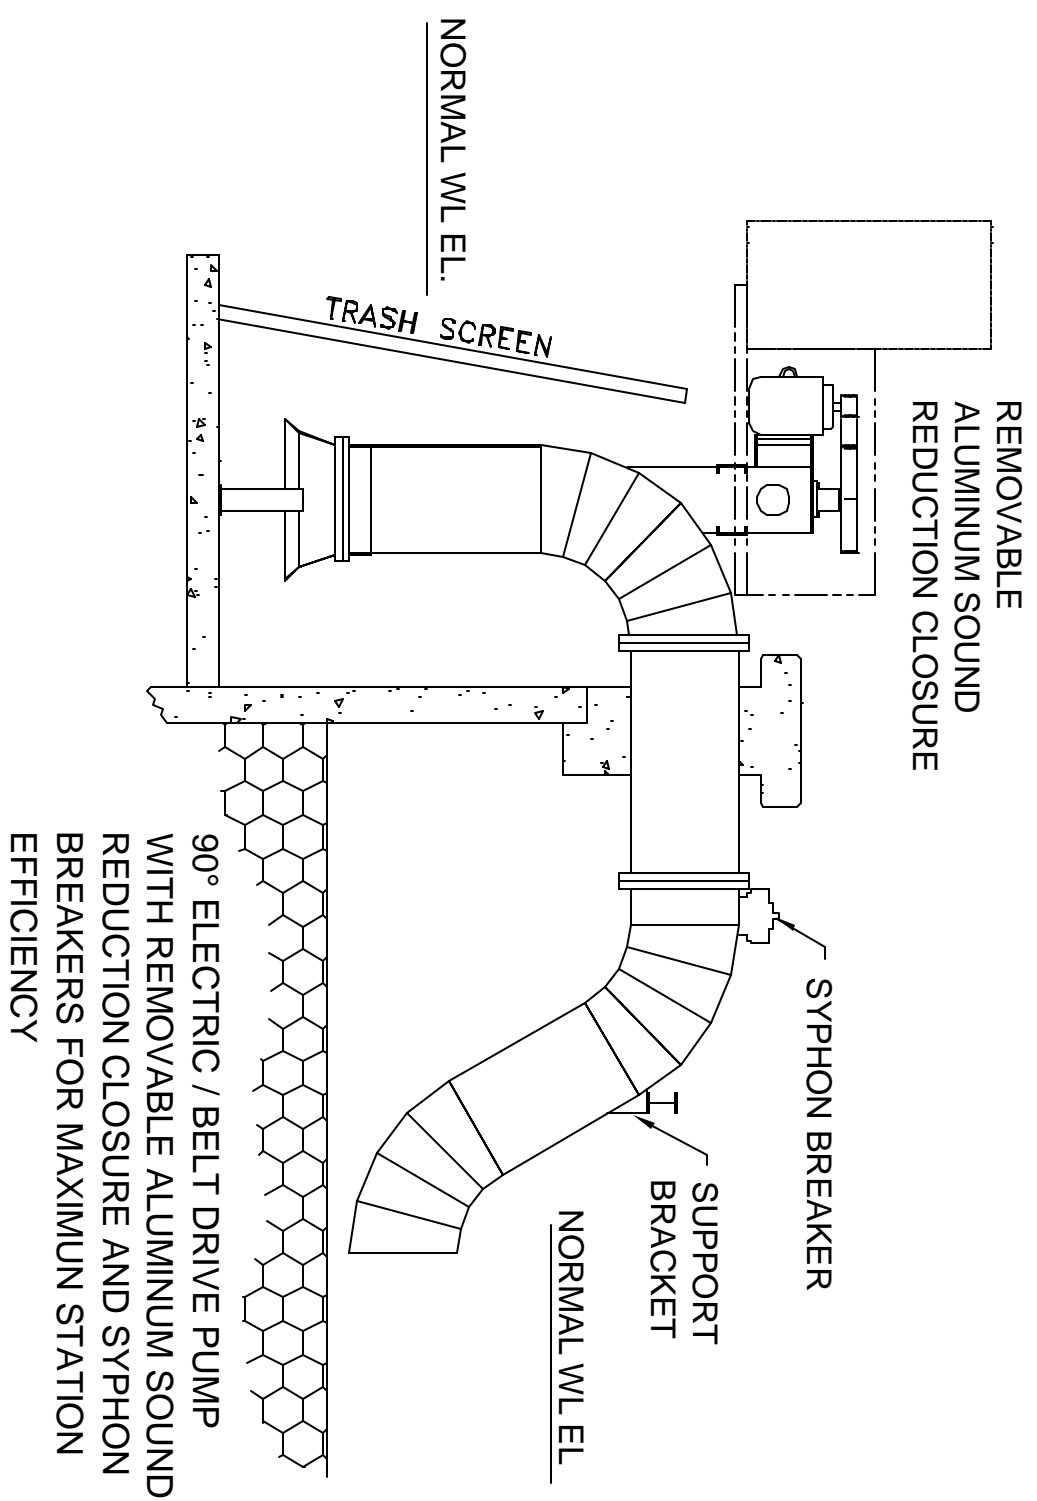 REMOVABLE
ALUMINUM SOUND
REDUCTION CLOSURE
NORMAL WL EL.
TRASH SCREEN
SYPHON BREAKER
SUPPORT
BRACKET
NORMAL WL EL
90° ELECTRIC / BELT DRIVE PUMP
WITH REMOVABLE ALUMINUM SOUND
REDUCTION CLOSURE AND SYPHON
BREAKERS FOR MAXIMUN STATION
EFFICIENCY